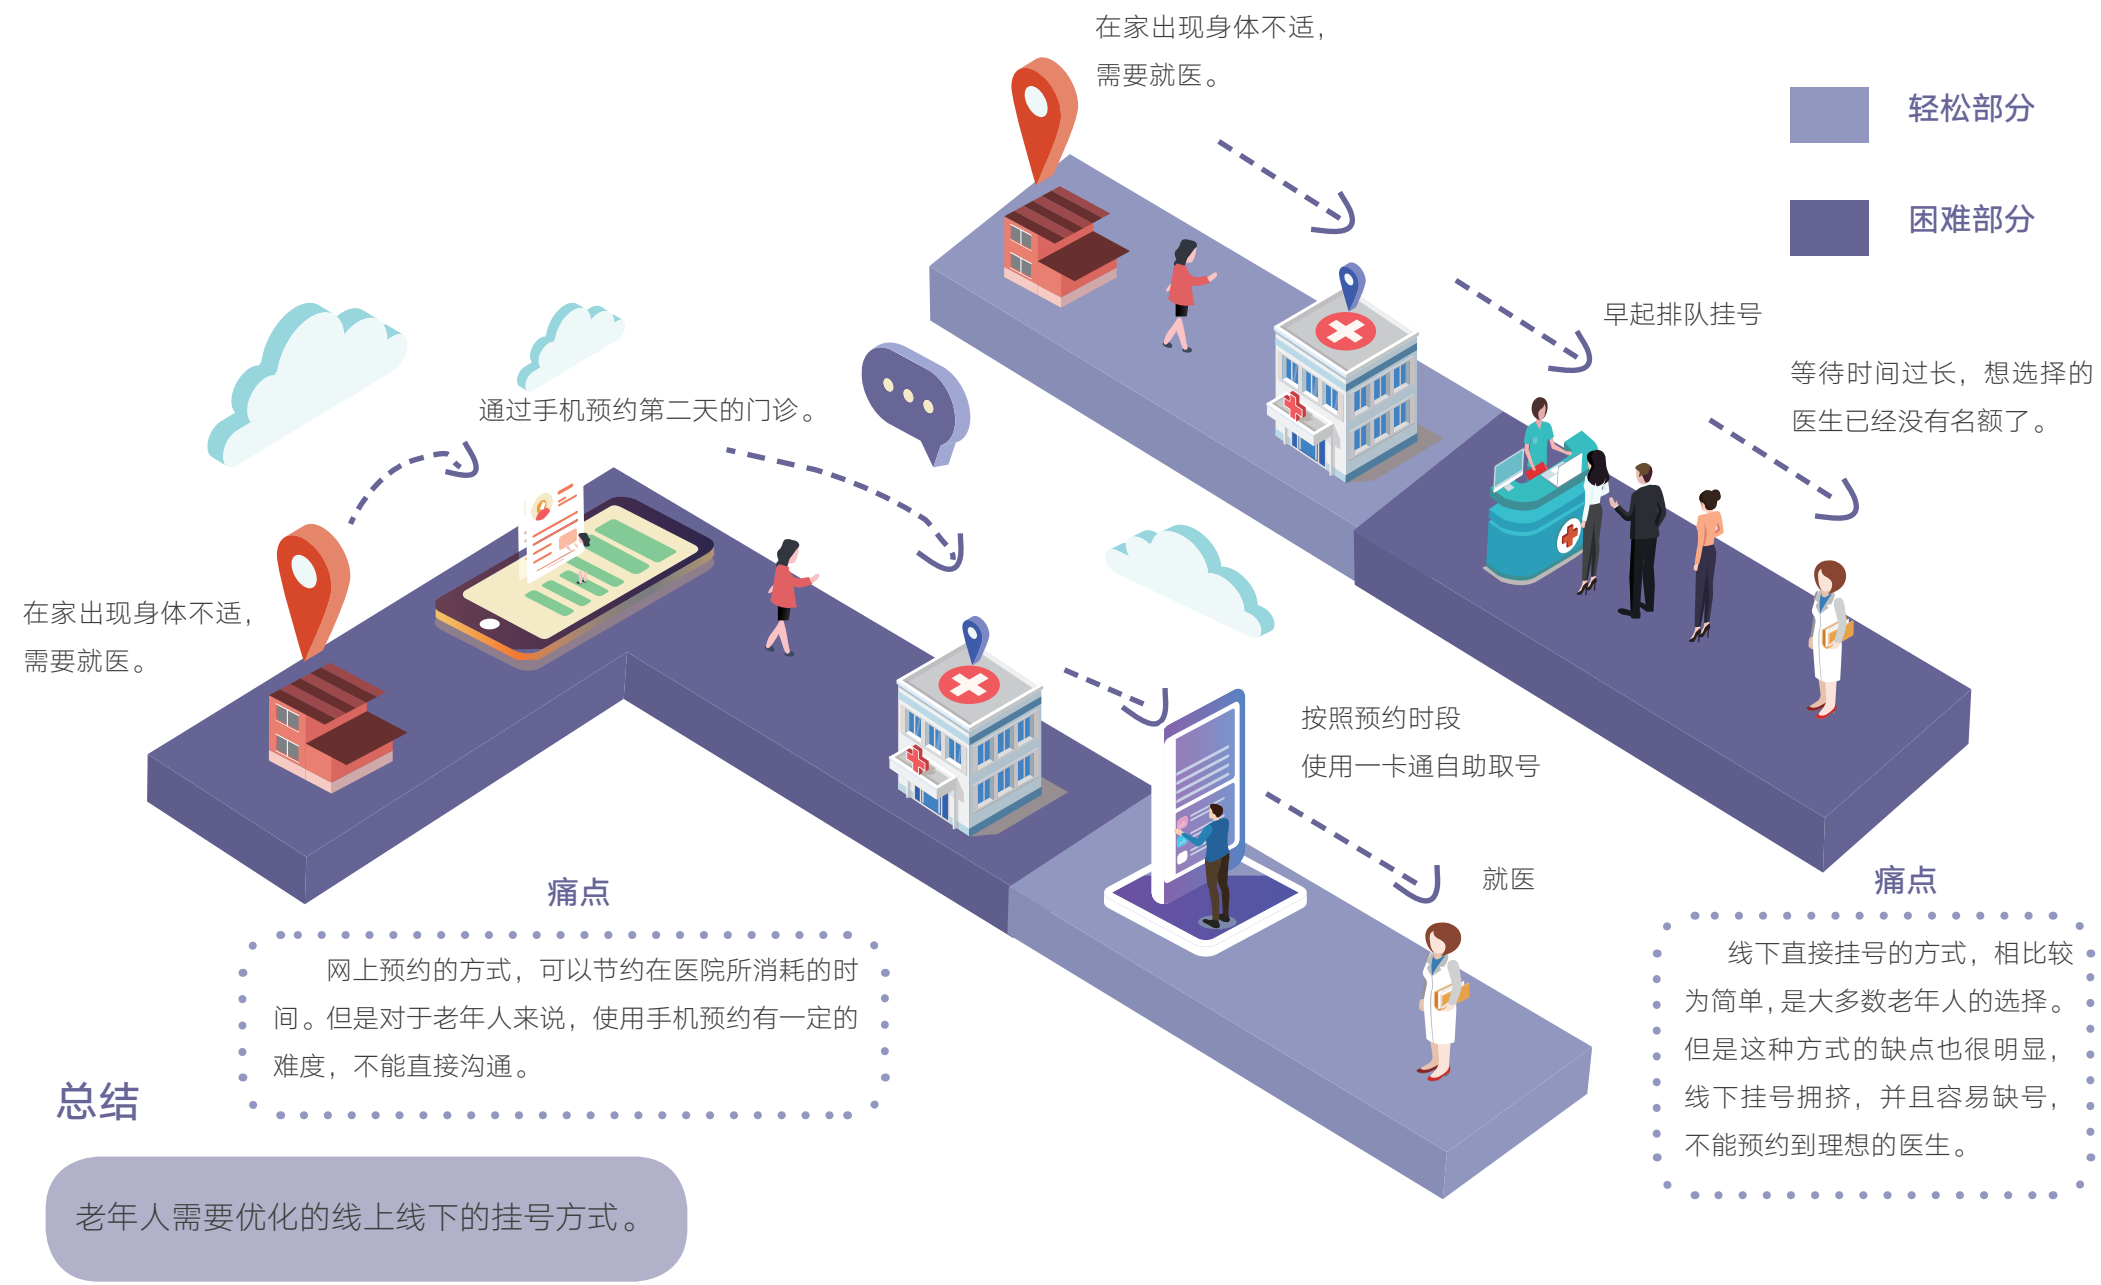 在家出现身体不适，
需要就医。
轻松部分
困难部分
早起排队挂号
等待时间过长，想选择的
医生已经没有名额了。
通过手机预约第二天的门诊。
在家出现身体不适，
需要就医。
按照预约时段
使用一卡通自助取号
就医
痛点
网上预约的方式，可以节约在医院所消耗的时
间。但是对于老年人来说，使用手机预约有一定的
难度，不能直接沟通。
痛点
线下直接挂号的方式，相比较
为简单，是大多数老年人的选择。
但是这种方式的缺点也很明显，
线下挂号拥挤，并且容易缺号，
不能预约到理想的医生。
总结
老年人需要优化的线上线下的挂号方式。